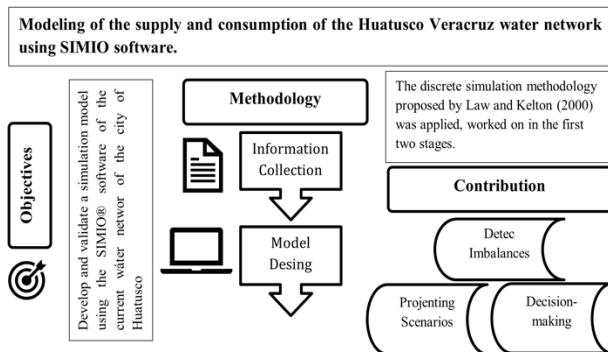 Modeling of the supply and consumption of the Huatusco Veracruz water network
using SIMIO software.
Objectives
Develop and validate a simulation model
using the SIMIO® software of the
current wáter networ of the city of
Huatusco
Methodology
Information
Collection
Model
Desing
The discrete simulation methodology
proposed by Law and Kelton (2000)
was applied, worked on in the first
two stages.
Contribution
Detec
Imbalances
Projenting
Scenarios
Decision-
making